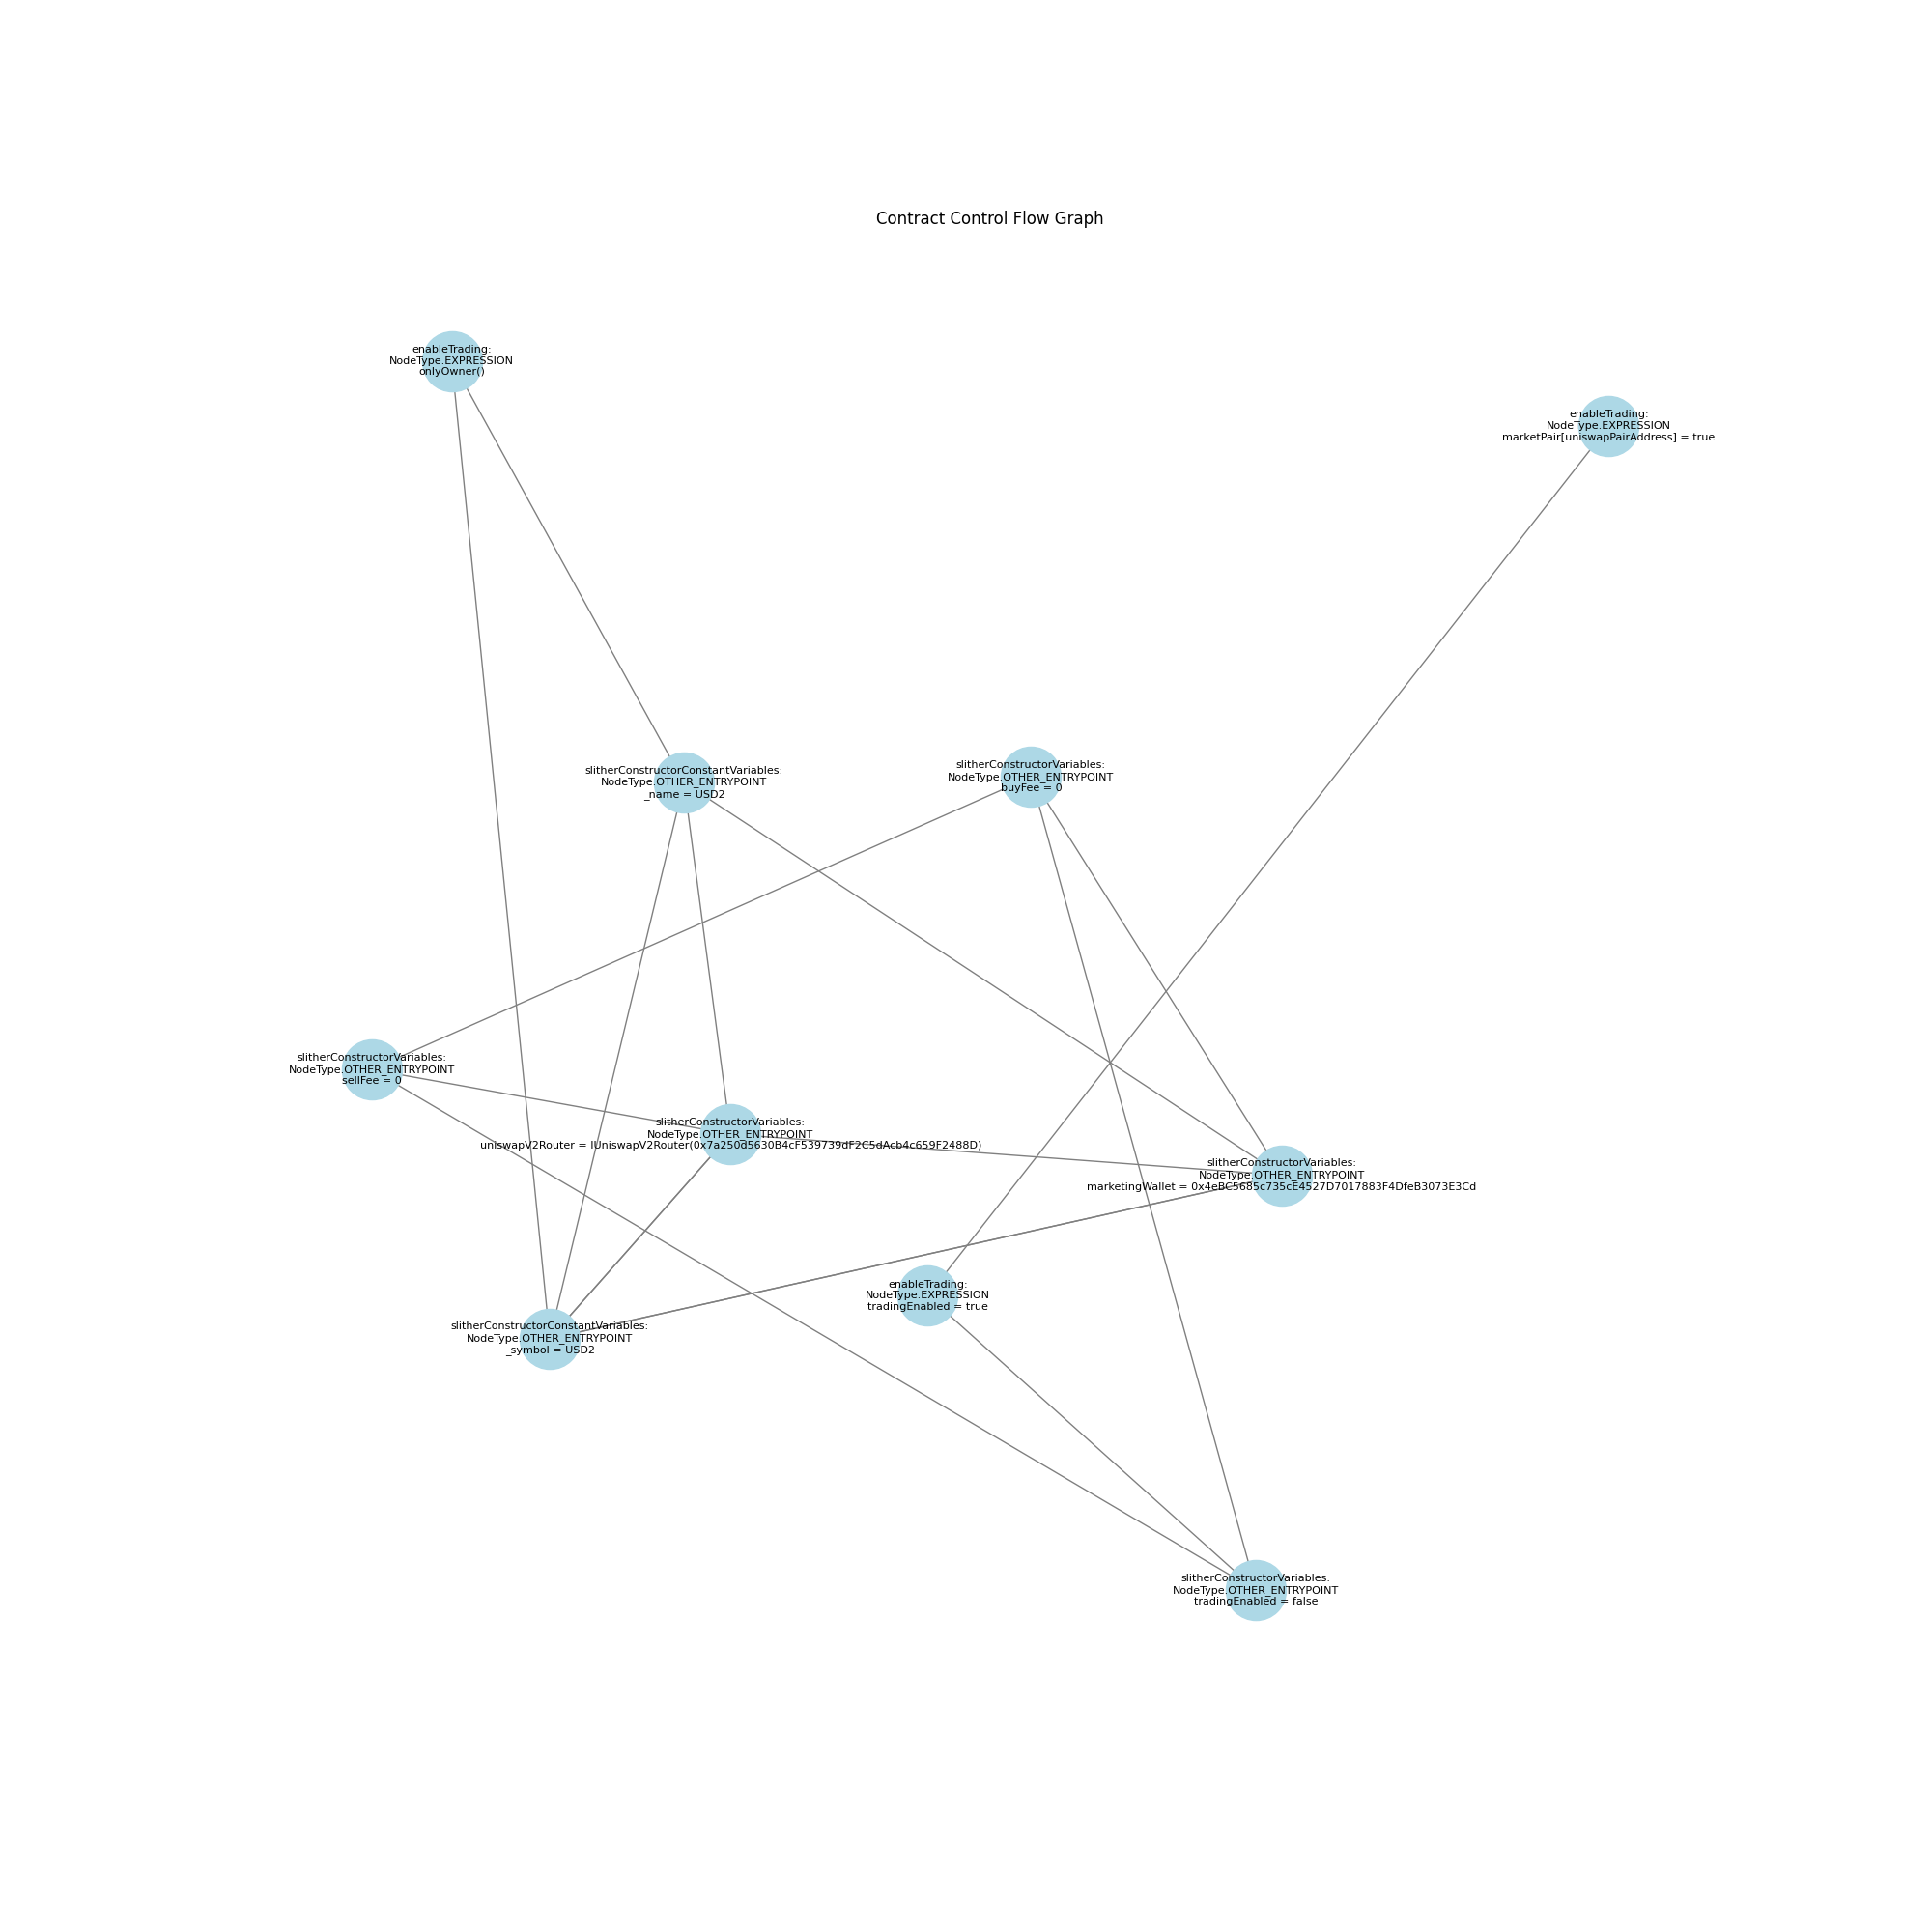 Contract Control Flow Graph
enableTrading:
NodeType.EXPRESSION
onlyOwner()
enableTrading:
NodeType.EXPRESSION
marketPair[uniswapPairAddress] = true
slitherConstructorConstantVariables:
NodeType.OTHER_ENTRYPOINT
_name = USD2
slitherConstructorVariables:
NodeType.OTHER_ENTRYPOINT
buyFee = 0
slitherConstructorVariables:
NodeType.OTHER_ENTRYPOINT
sellFee = 0
slitherConstructorVariables:
NodeType.OTHER_ENTRYPOINT
uniswapV2Router = IUniswapV2Router(0x7a250d5630B4cF539739dF2C5dAcb4c659F2488D)
slitherConstructorVariables:
NodeType.OTHER_ENTRYPOINT
marketingWallet = 0x4eBC5685c735cE4527D7017883F4DfeB3073E3Cd
enableTrading:
NodeType.EXPRESSION
tradingEnabled = true
slitherConstructorConstantVariables:
NodeType.OTHER_ENTRYPOINT
_symbol = USD2
slitherConstructorVariables:
NodeType.OTHER_ENTRYPOINT
tradingEnabled = false